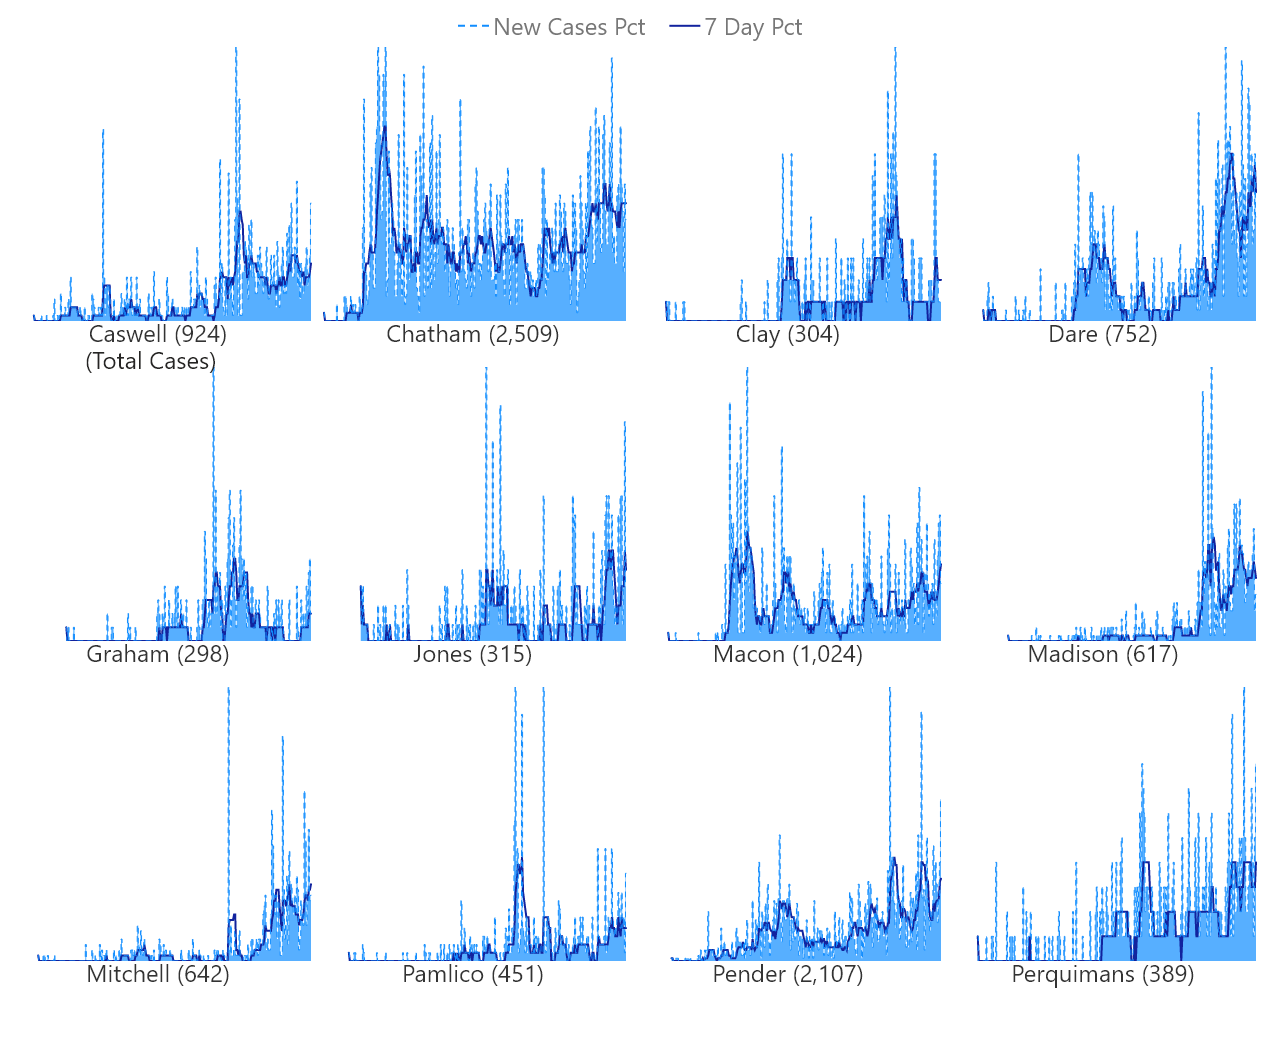 New Cases Pct 7 Day Pct
Caswell (924) Chatham (2,509) Clay (304) Dare (752)
(Total Cases)
Graham (298) Jones (315) Macon (1,024) Madison (617)
Mitchell (642) Pamlico (451) Pender (2,107) Perquimans (389)